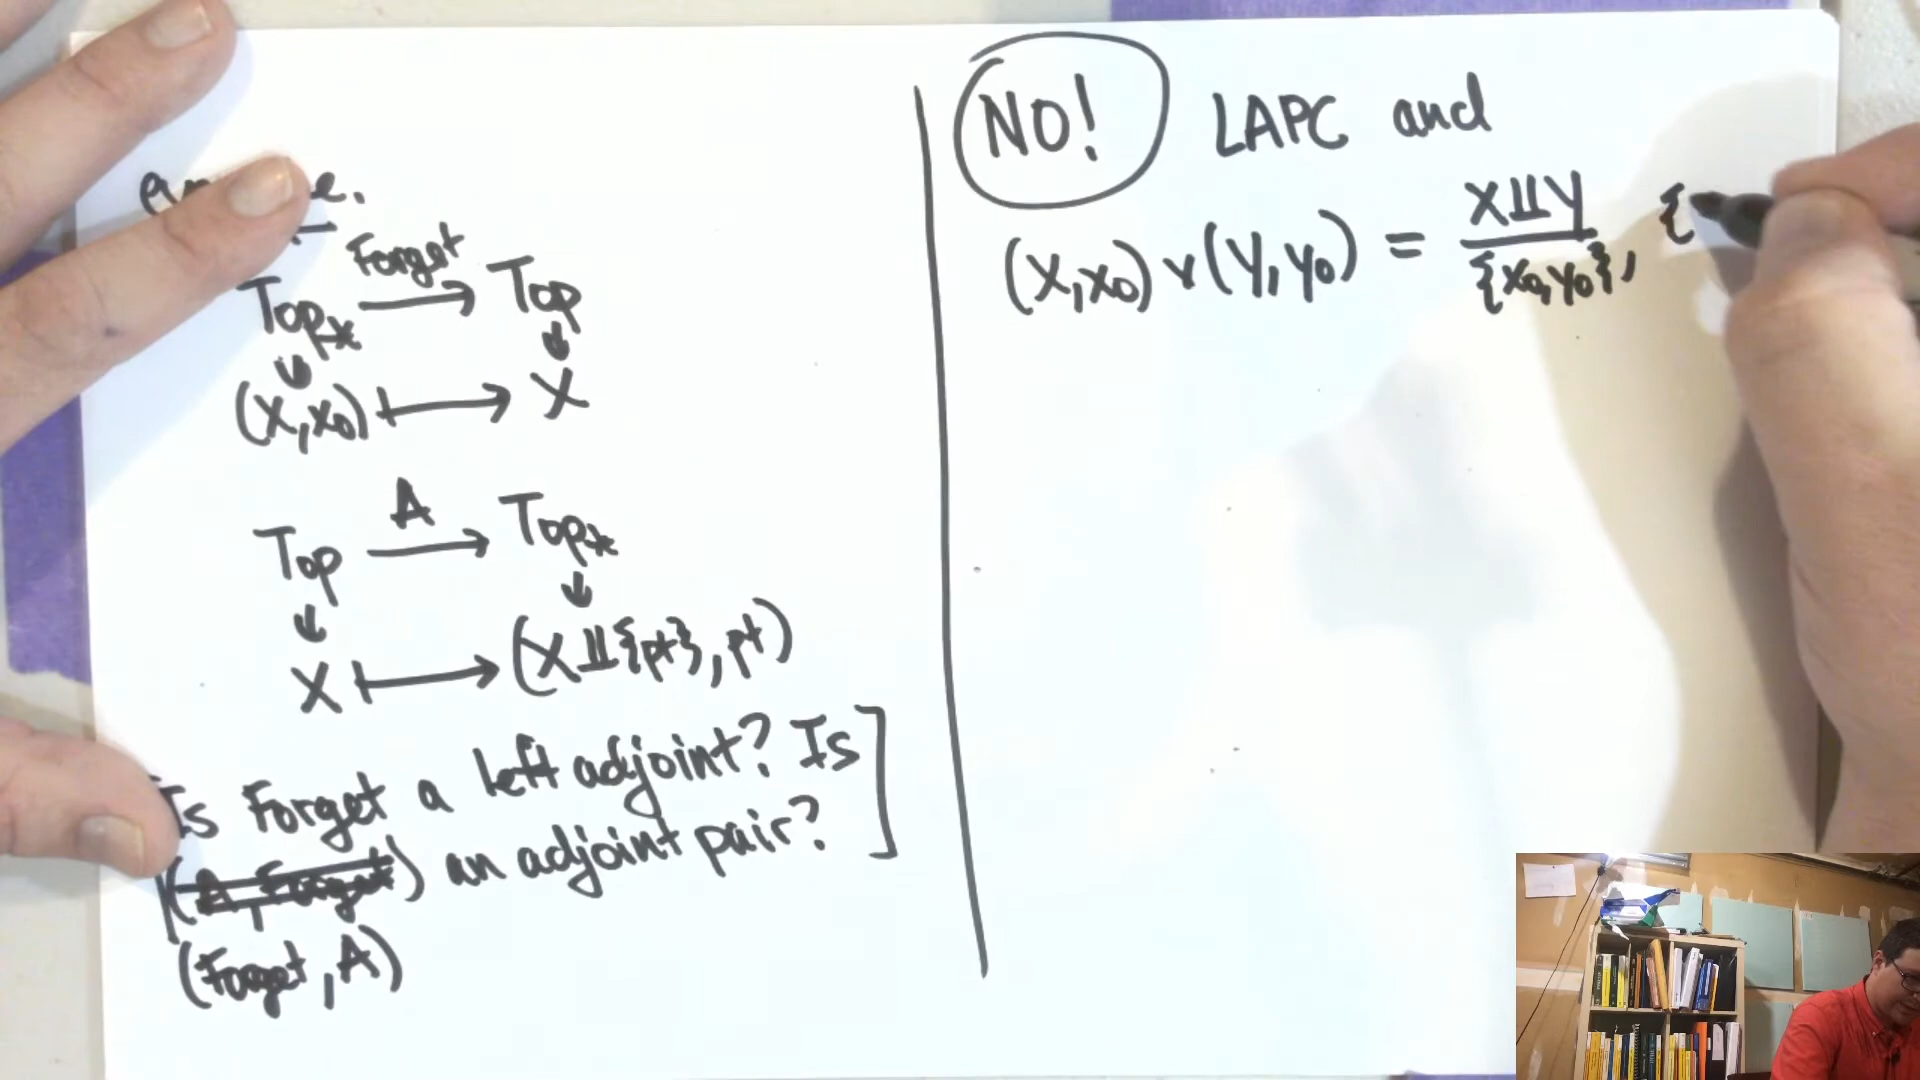 Forget
Top* → Top
↓ ↓
(X,x₀) ↦ X
A
Top → Top*
↓ ↓
X ↦ (X⨿{pt}, pt)
Is Forget a left adjoint? Is
(A, Forget) an adjoint pair?
(Forget, A)
NO! LAPC and
(X,x₀) ∨ (Y,y₀) = X⨿Y / {x₀,y₀}, {